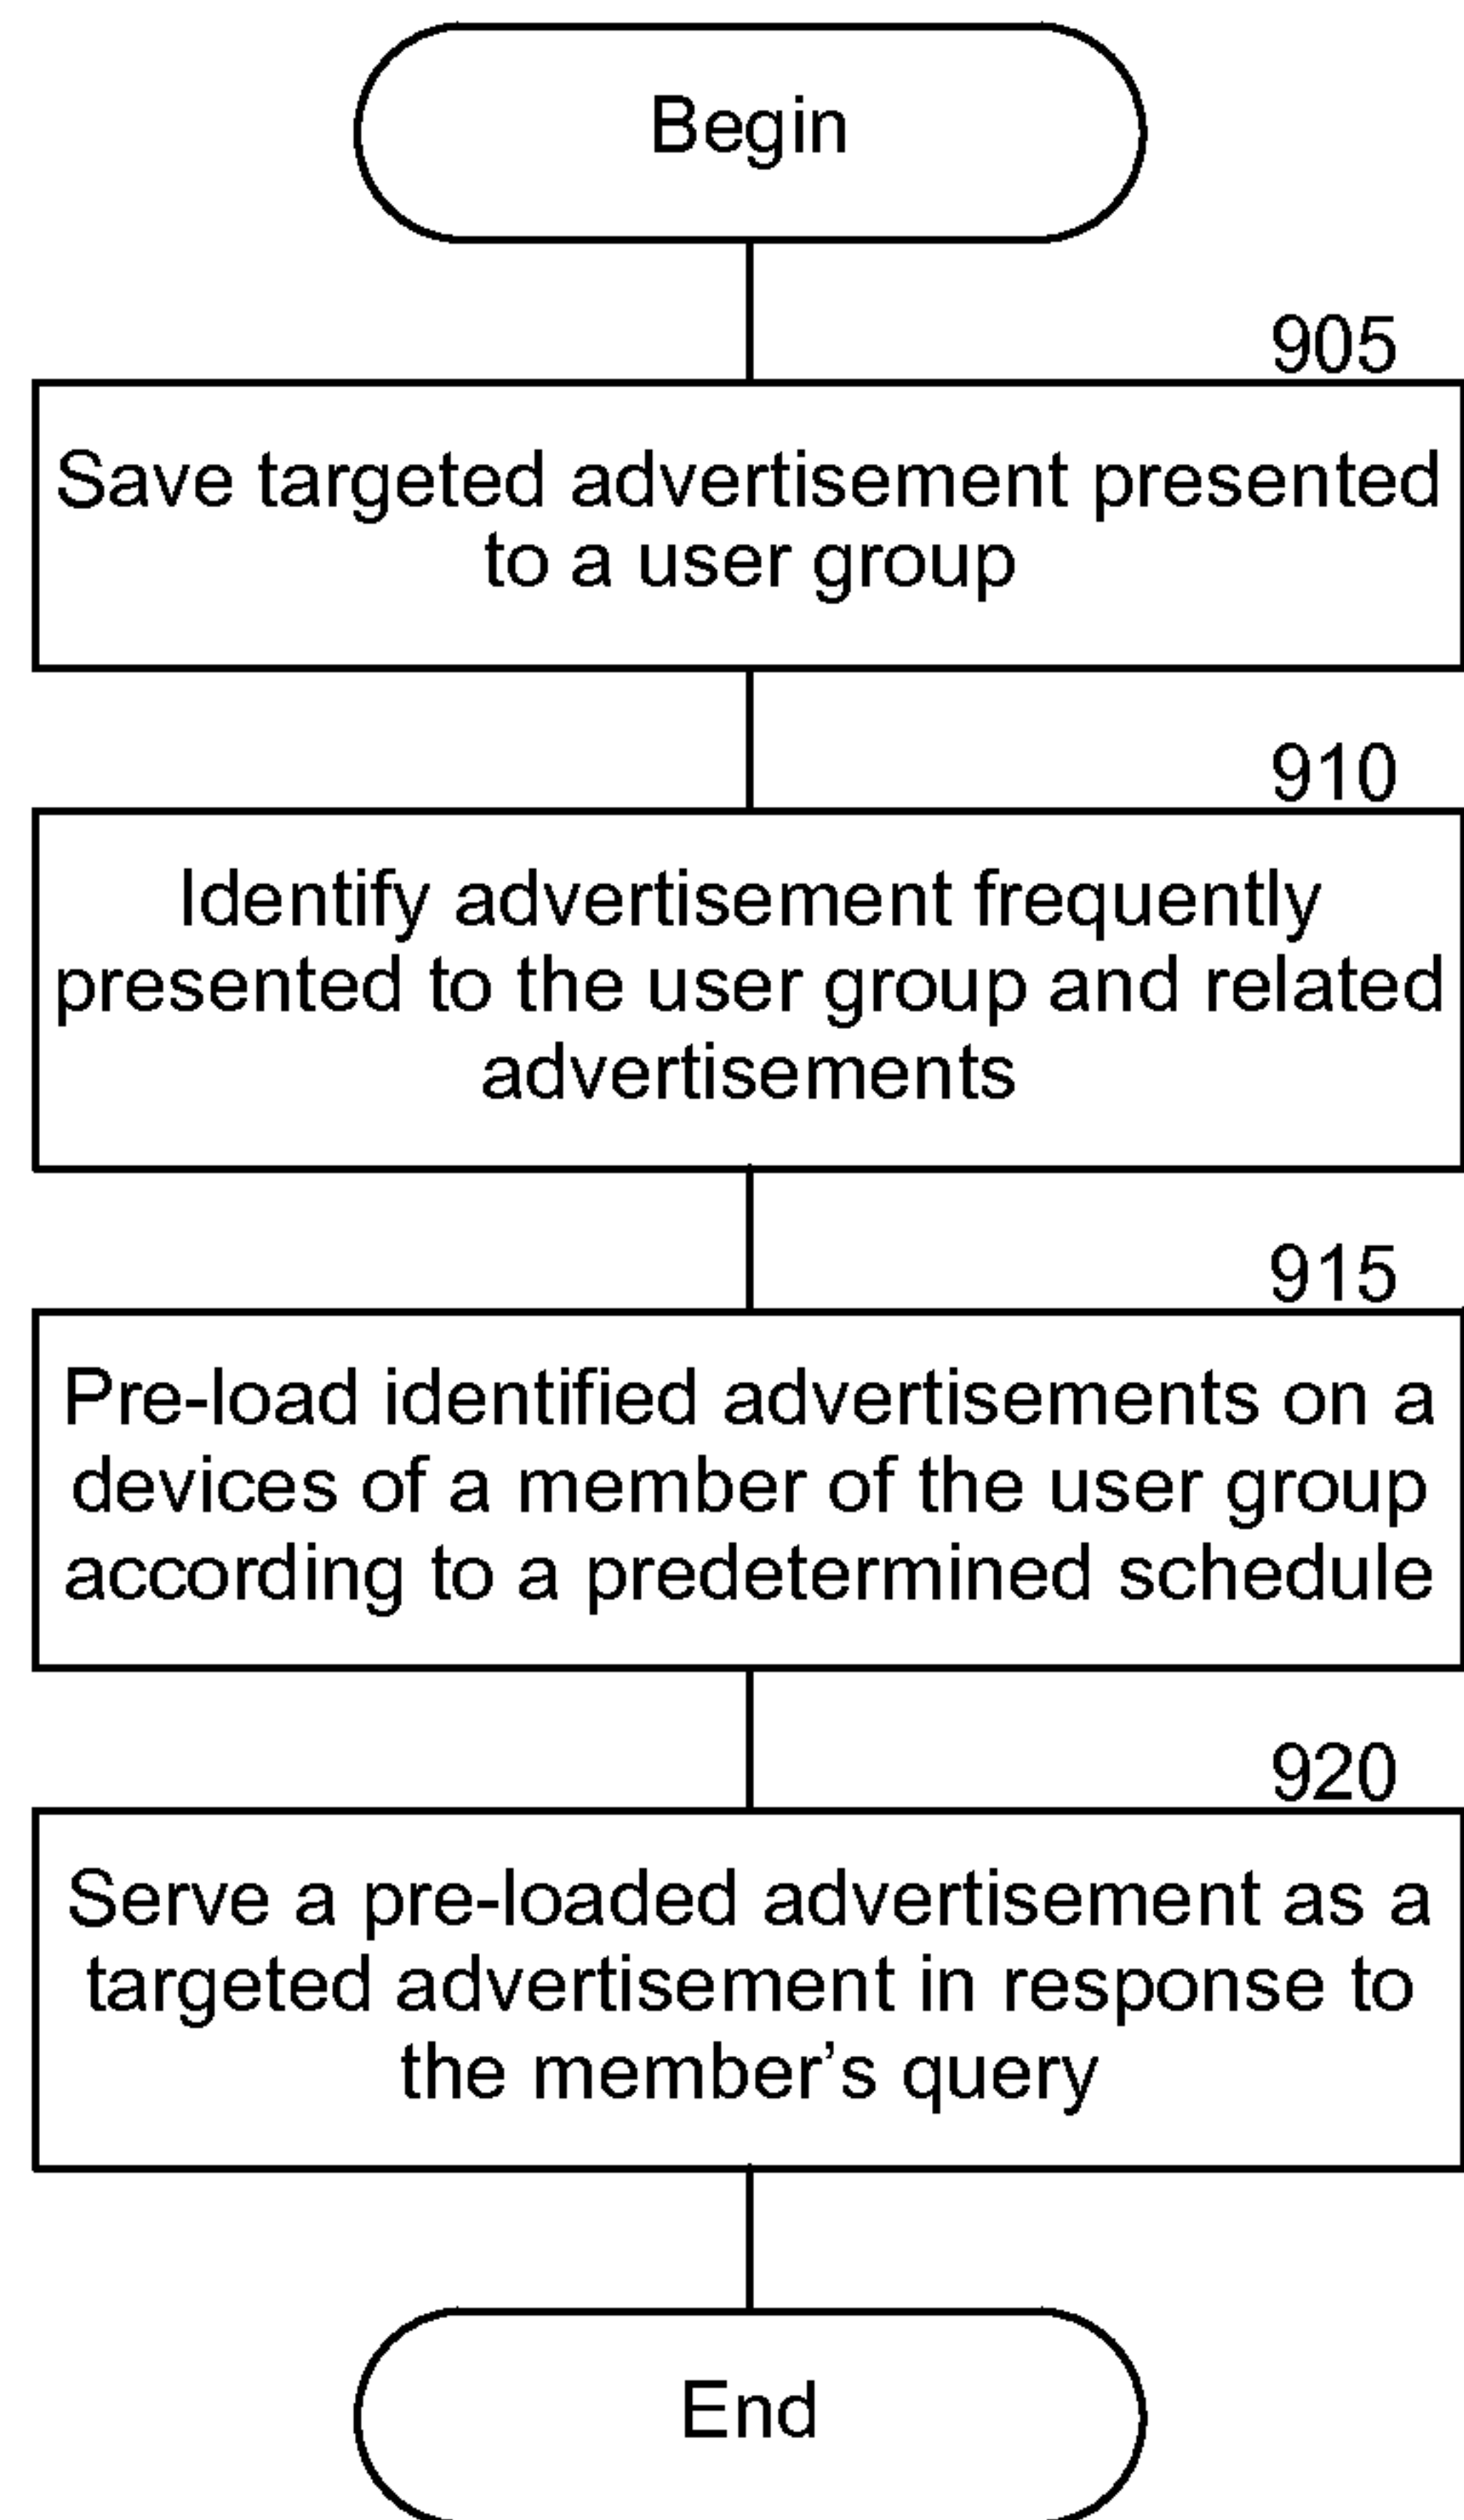 Begin
905
Save targeted advertisement presented
to a user group
910
Identify advertisement frequently
presented to the user group and related
advertisements
915
Pre-load identified advertisements on a
devices of a member of the user group
according to a predetermined schedule
920
Serve a pre-loaded advertisement as a
targeted advertisement in response to
the member's query
End